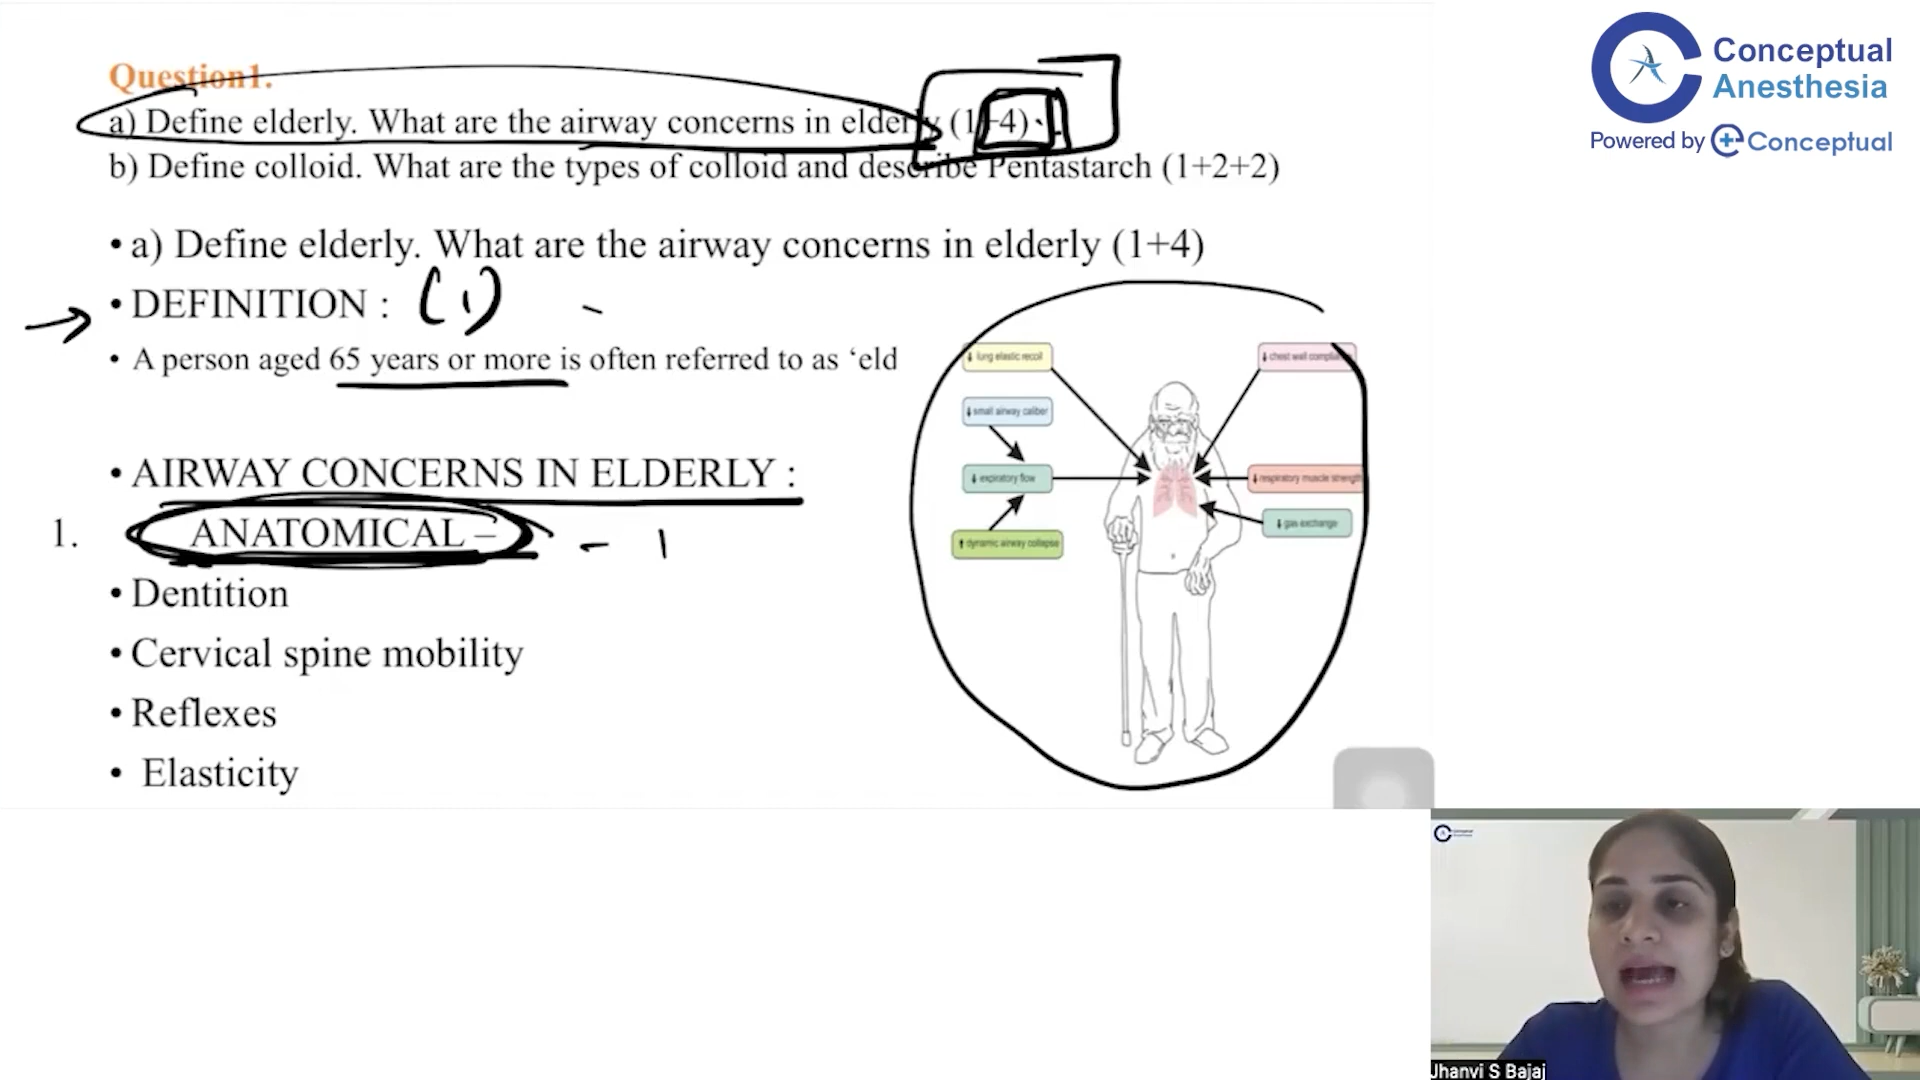 Question1.
a) Define elderly. What are the airway concerns in elderly (1+4)
b) Define colloid. What are the types of colloid and describe Pentastarch (1+2+2)
• a) Define elderly. What are the airway concerns in elderly (1+4)
• DEFINITION : (1)
• A person aged 65 years or more is often referred to as ‘eld
• AIRWAY CONCERNS IN ELDERLY :
1. ANATOMICAL – - 1
• Dentition
• Cervical spine mobility
• Reflexes
• Elasticity
↓ lung elastic recoil
↓ small airway caliber
↓ expiratory flow
↑ dynamic airway collapse
↓ chest wall
↓ respiratory muscle strength
↓ gas exchange
Conceptual
Anesthesia
Powered by Conceptual
Jhanvi S Bajaj